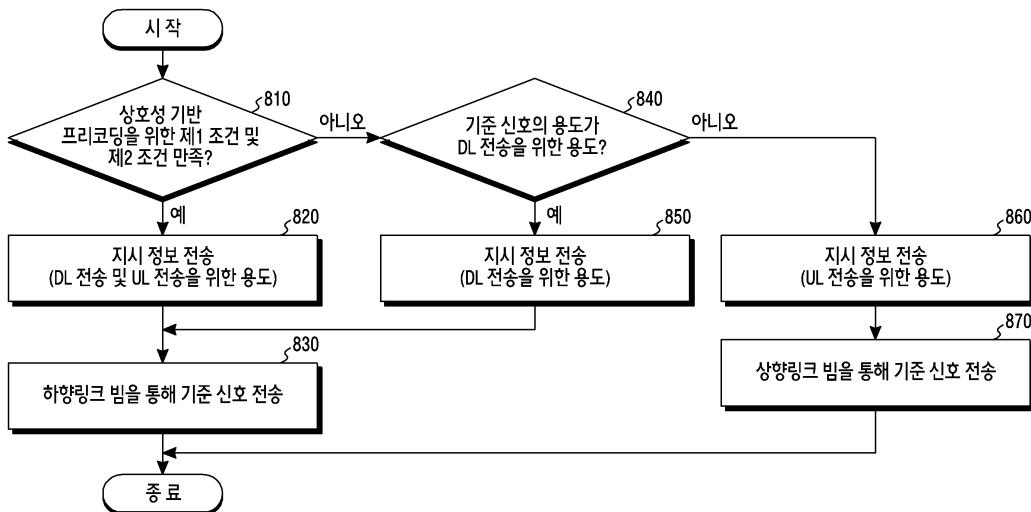 시작
810
상호성 기반
프리코딩을 위한 제1 조건 및
제2 조건 만족?
아니오
840
기준 신호의 용도가
DL 전송을 위한 용도?
아니오
예
820
지시 정보 전송
(DL 전송 및 UL 전송을 위한 용도)
예
850
지시 정보 전송
(DL 전송을 위한 용도)
860
지시 정보 전송
(UL 전송을 위한 용도)
830
하향링크 빔을 통해 기준 신호 전송
870
상향링크 빔을 통해 기준 신호 전송
종료